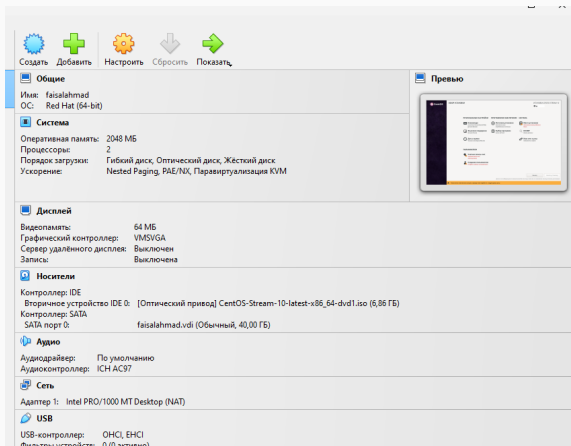 Создать Добавить Настроить Сбросить Показать
Общие
Имя: faisalahmad
ОС: Red Hat (64-bit)
Превью
Система
Оперативная память: 2048 МБ
Процессоры: 2
Порядок загрузки: Гибкий диск, Оптический диск, Жёсткий диск
Ускорение: Nested Paging, PAE/NX, Паравиртуализация KVM
Дисплей
Видеопамять: 64 МБ
Графический контроллер: VMSVGA
Сервер удалённого дисплея: Выключен
Запись: Выключена
Носители
Контроллер: IDE
Вторичное устройство IDE 0: [Оптический привод] CentOS-Stream-10-latest-x86_64-dvd1.iso (6,86 ГБ)
Контроллер: SATA
SATA порт 0: faisalahmad.vdi (Обычный, 40,00 ГБ)
Аудио
Аудиодрайвер: По умолчанию
Аудиоконтроллер: ICH AC97
Сеть
Адаптер 1: Intel PRO/1000 MT Desktop (NAT)
USB
USB-контроллер: OHCI, EHCI
Фильтры устройств: 0 (0 активно)